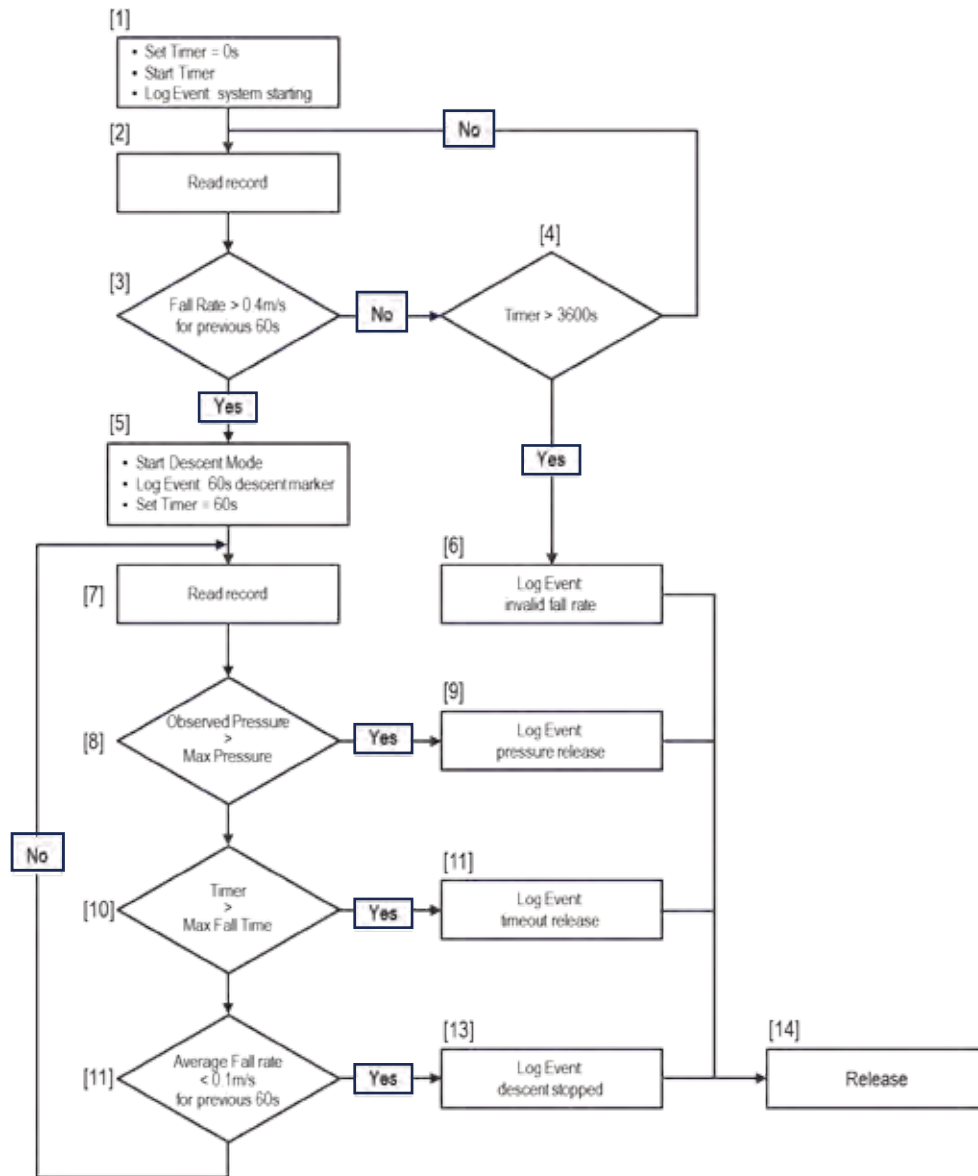 [1]
• Set Timer = 0s
• Start Timer
• Log Event system starting
No
[2]
Read record
[4]
[3]
Fall Rate > 0.4m/s
for previous 60s
No
Timer > 3600s
Yes
[5]
• Start Descent Mode
• Log Event 60s descent marker
• Set Timer = 60s
Yes
[6]
Log Event
invalid fall rate
[7]
Read record
[9]
[8]
Observed Pressure
>
Max Pressure
Yes
Log Event
pressure release
No
[11]
[10]
Timer
>
Max Fall Time
Yes
Log Event
timeout release
[13]
[14]
[11]
Average Fall rate
< 0.1m/s
for previous 60s
Yes
Log Event
descent stopped
Release